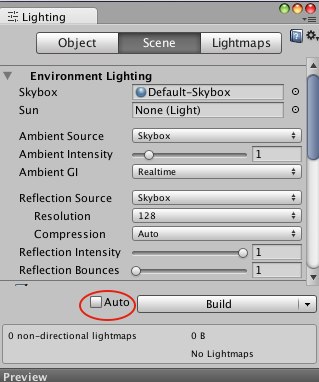 Lighting
Object Scene Lightmaps
Environment Lighting
Skybox Default-Skybox
Sun None (Light)
Ambient Source Skybox
Ambient Intensity 1
Ambient GI Realtime
Reflection Source Skybox
Resolution 128
Compression Auto
Reflection Intensity 1
Reflection Bounces 1
Auto Build
0 non-directional lightmaps 0 B
No Lightmaps
Preview